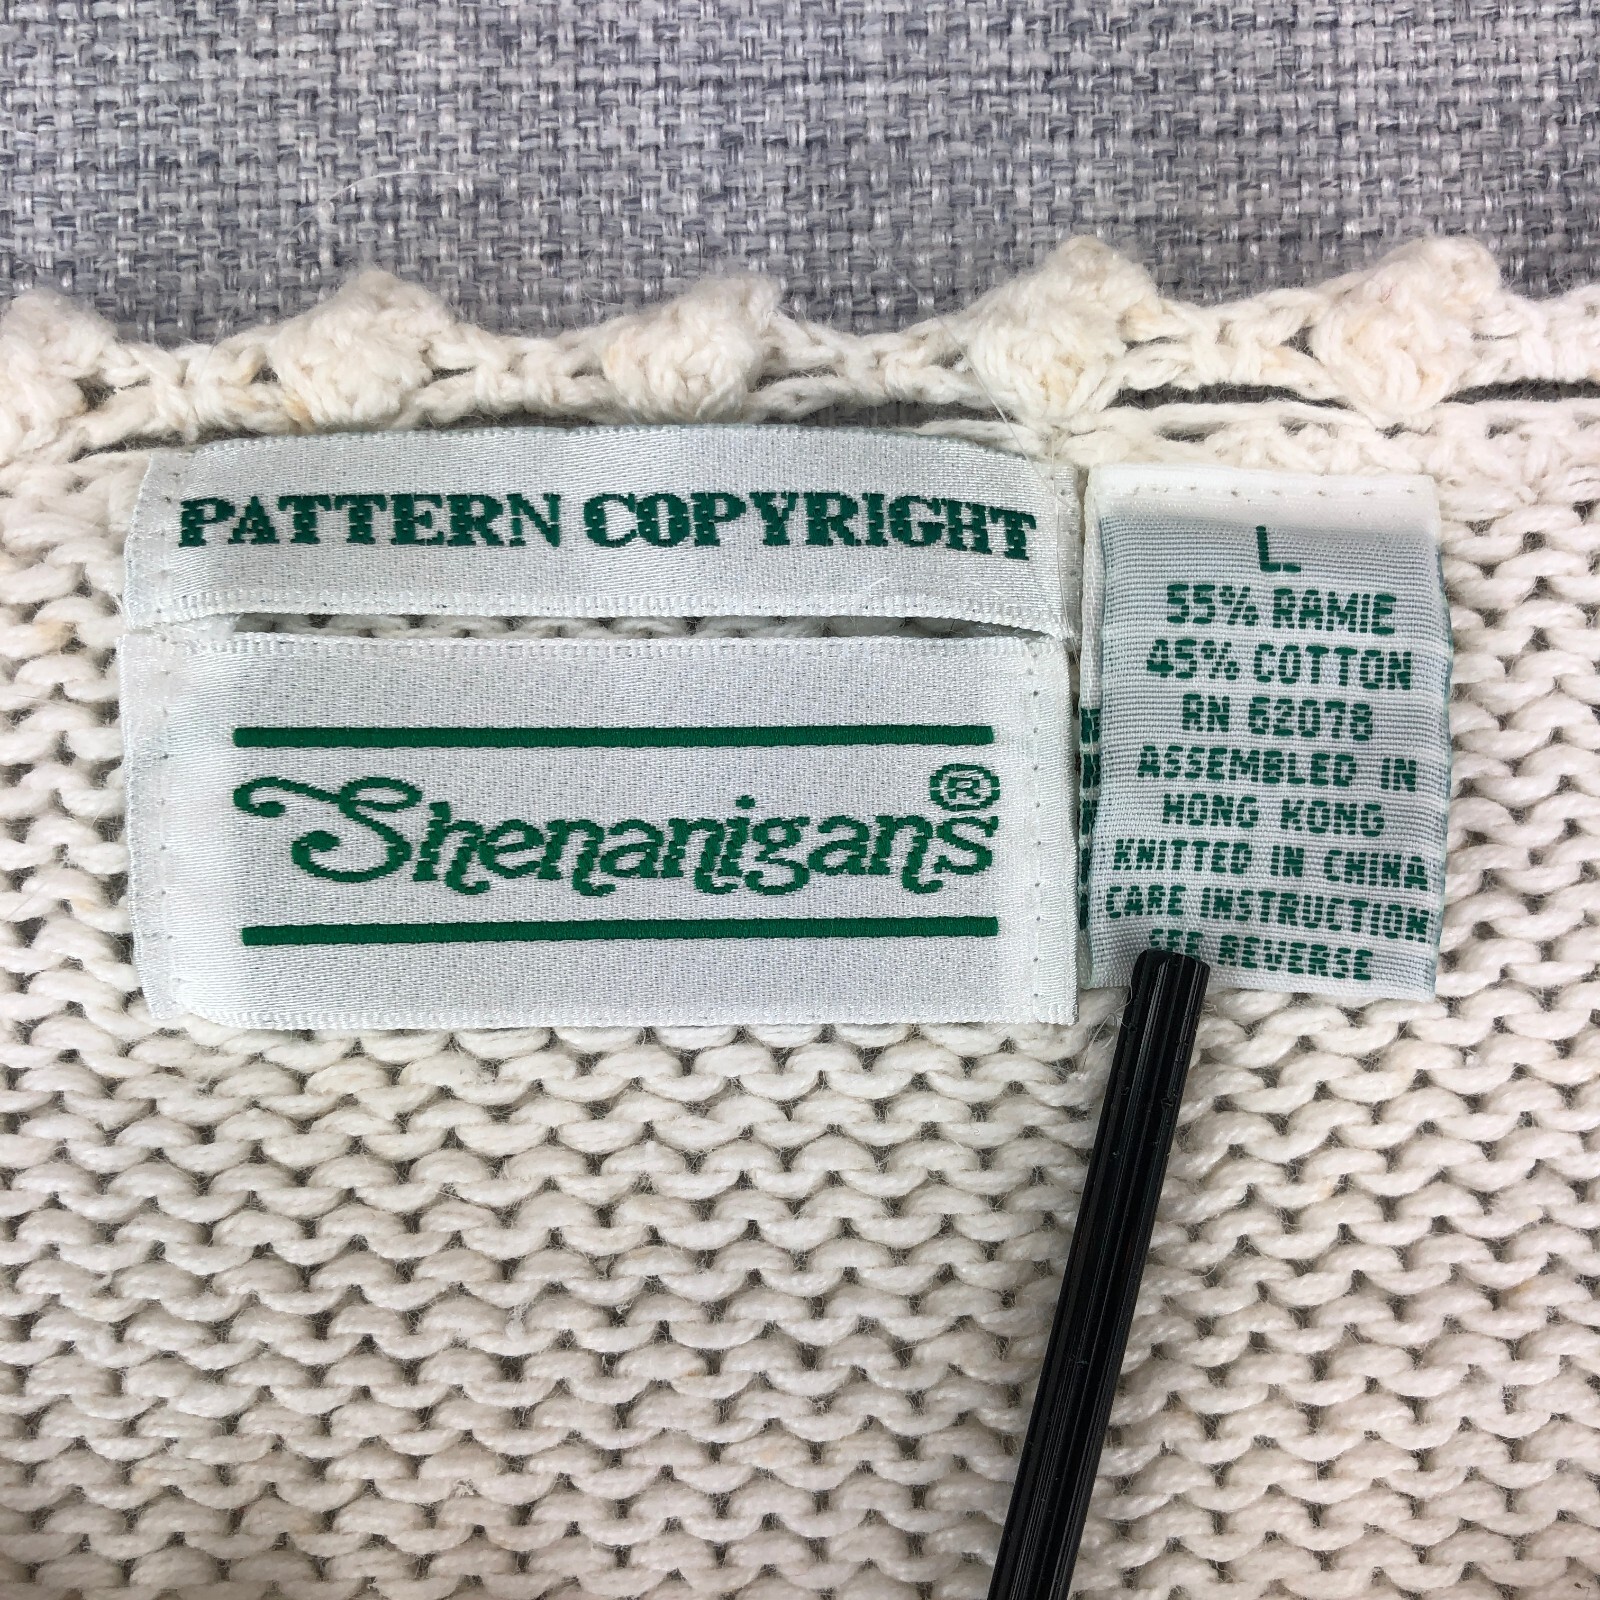 PATTERN COPYRIGHT
Shenanigans®
L
55% RAMIE
45% COTTON
RN 62078
ASSEMBLED IN
HONG KONG
KNITTED IN CHINA
CARE INSTRUCTION
SEE REVERSE